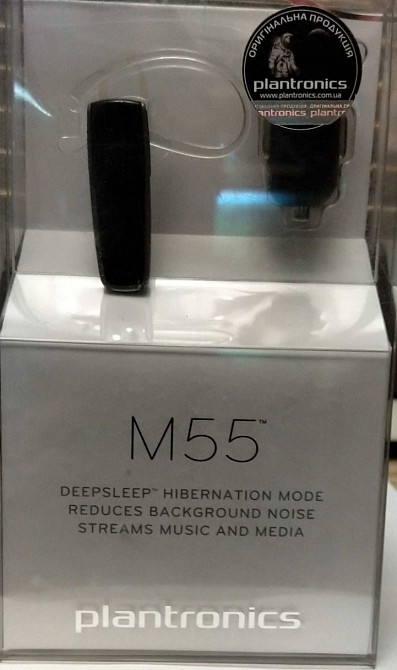 ОРИГІНАЛЬНА ПРОДУКЦІЯ
plantronics
www.plantronics.com.ua
M55™
DEEPSLEEP™ HIBERNATION MODE
REDUCES BACKGROUND NOISE
STREAMS MUSIC AND MEDIA
plantronics